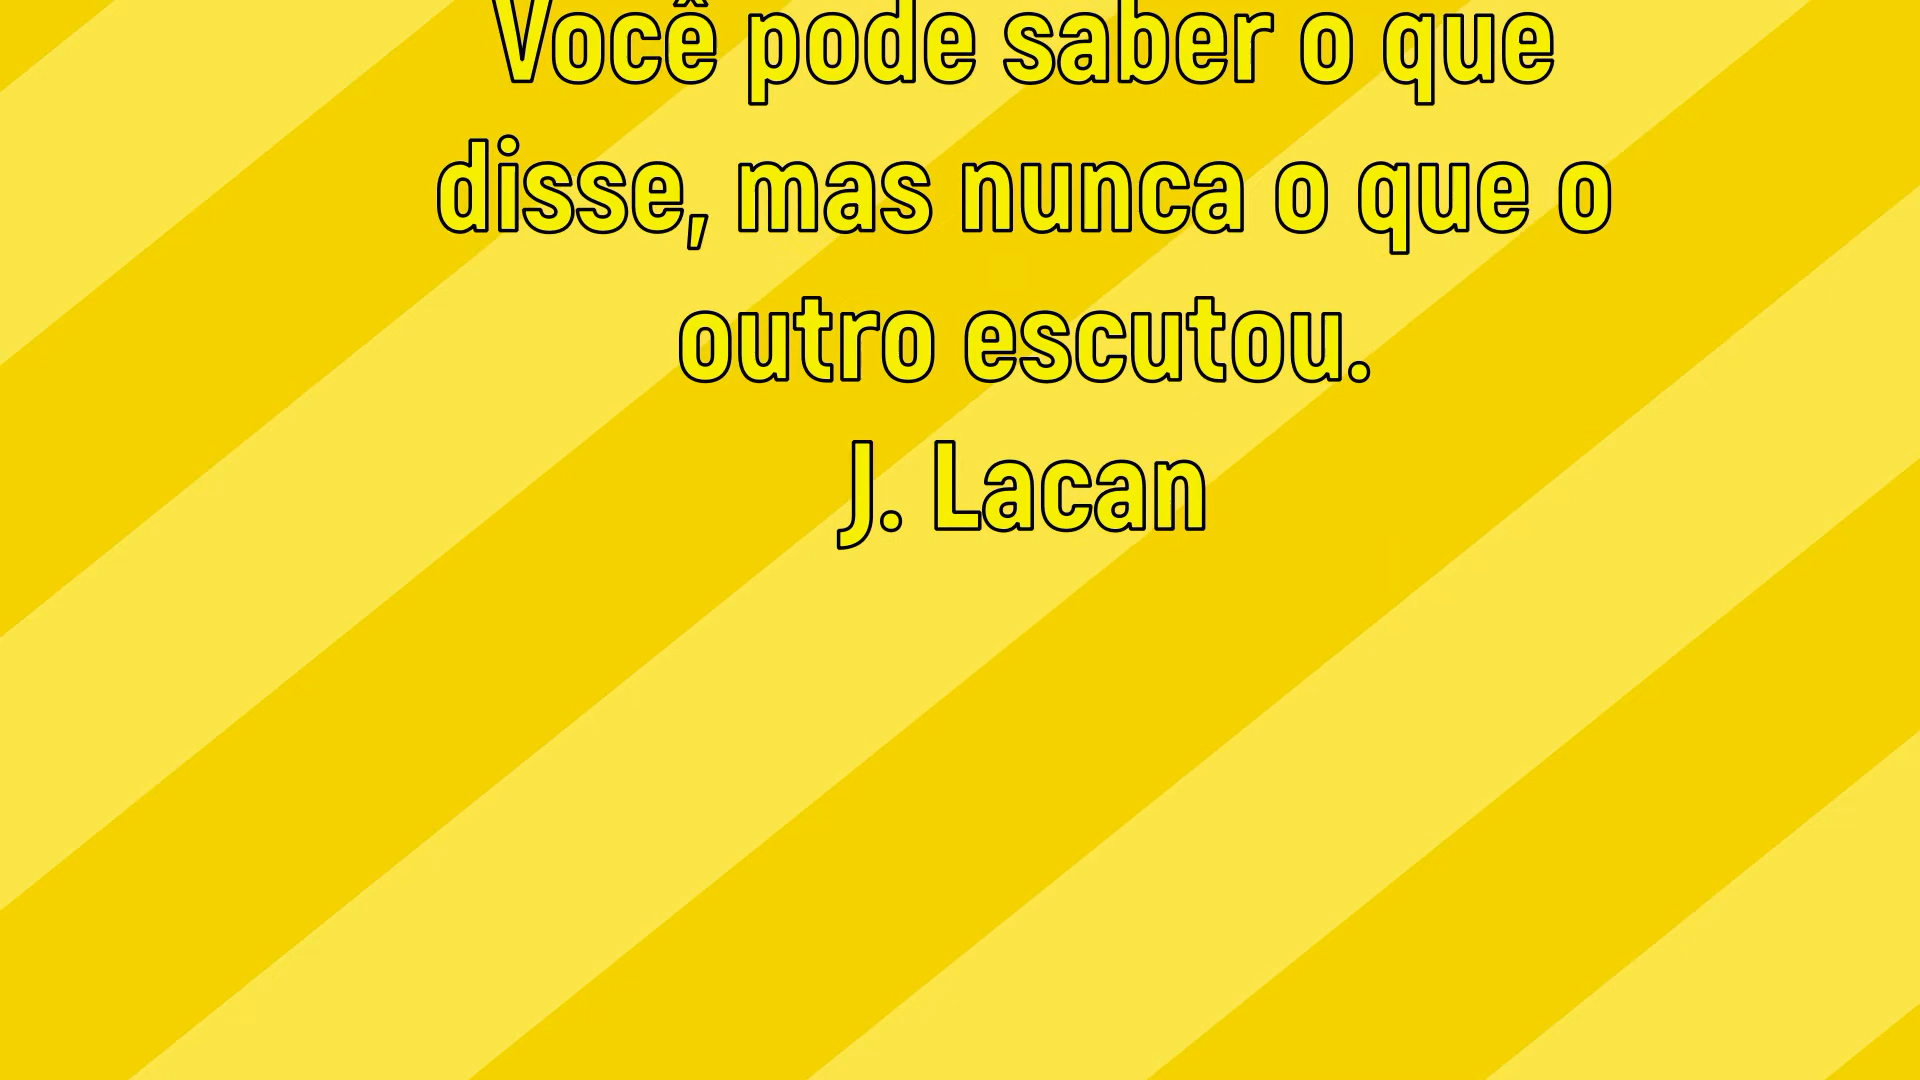 Você pode saber o que
disse, mas nunca o que o
outro escutou.
J. Lacan